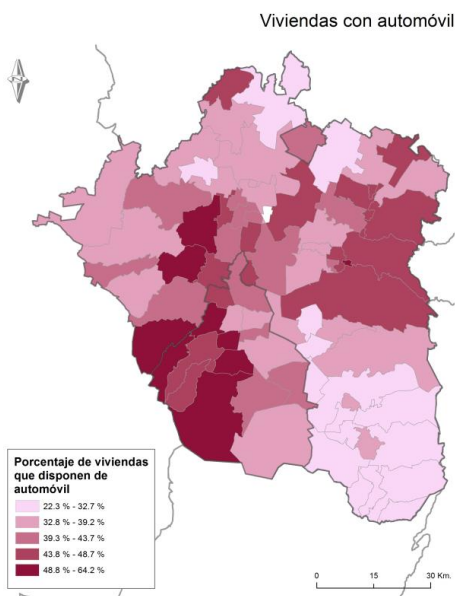 Viviendas con automóvil
Porcentaje de viviendas
que disponen de
automóvil
22.3 % - 32.7 %
32.8 % - 39.2 %
39.3 % - 43.7 %
43.8 % - 48.7 %
48.8 % - 64.2 %
0 15 30 Km.